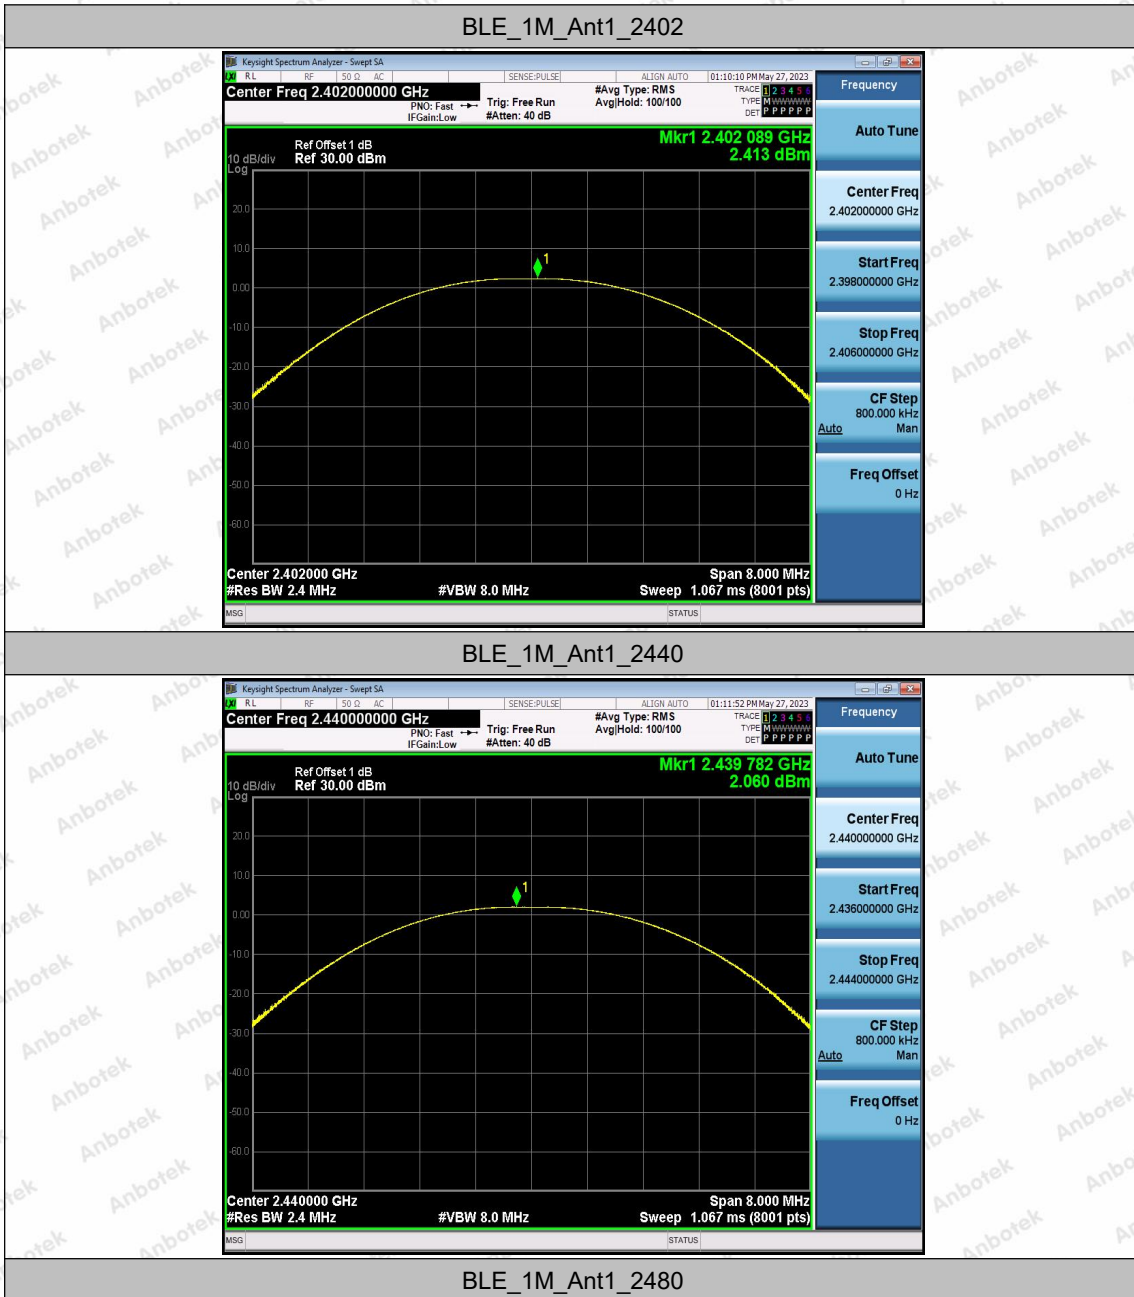 BLE_1M_Ant1_2402
Keysight Spectrum Analyzer - Swept SA
LXI RL RF 50 Ω AC SENSE:PULSE ALIGN AUTO 01:10:10 PM May 27, 2023
Center Freq 2.402000000 GHz
PNO: Fast
IFGain:Low
Trig: Free Run
#Atten: 40 dB
#Avg Type: RMS
Avg|Hold: 100/100
TRACE 1 2 3 4 5 6
TYPE M WWWWW
DET P P P P P P
Frequency
Auto Tune
Center Freq
2.402000000 GHz
Start Freq
2.398000000 GHz
Stop Freq
2.406000000 GHz
CF Step
800.000 kHz
Auto Man
Freq Offset
0 Hz
Mkr1 2.402 089 GHz
2.413 dBm
Ref Offset 1 dB
10 dB/div Ref 30.00 dBm
Log
20.0
10.0
0.00
-10.0
-20.0
-30.0
-40.0
-50.0
-60.0
1
Center 2.402000 GHz Span 8.000 MHz
#Res BW 2.4 MHz #VBW 8.0 MHz Sweep 1.067 ms (8001 pts)
MSG STATUS
BLE_1M_Ant1_2440
Keysight Spectrum Analyzer - Swept SA
LXI RL RF 50 Ω AC SENSE:PULSE ALIGN AUTO 01:11:52 PM May 27, 2023
Center Freq 2.440000000 GHz
PNO: Fast
IFGain:Low
Trig: Free Run
#Atten: 40 dB
#Avg Type: RMS
Avg|Hold: 100/100
TRACE 1 2 3 4 5 6
TYPE M WWWWW
DET P P P P P P
Frequency
Auto Tune
Center Freq
2.440000000 GHz
Start Freq
2.436000000 GHz
Stop Freq
2.444000000 GHz
CF Step
800.000 kHz
Auto Man
Freq Offset
0 Hz
Mkr1 2.439 782 GHz
2.060 dBm
Ref Offset 1 dB
10 dB/div Ref 30.00 dBm
Log
20.0
10.0
0.00
-10.0
-20.0
-30.0
-40.0
-50.0
-60.0
1
Center 2.440000 GHz Span 8.000 MHz
#Res BW 2.4 MHz #VBW 8.0 MHz Sweep 1.067 ms (8001 pts)
MSG STATUS
BLE_1M_Ant1_2480
Anbotek